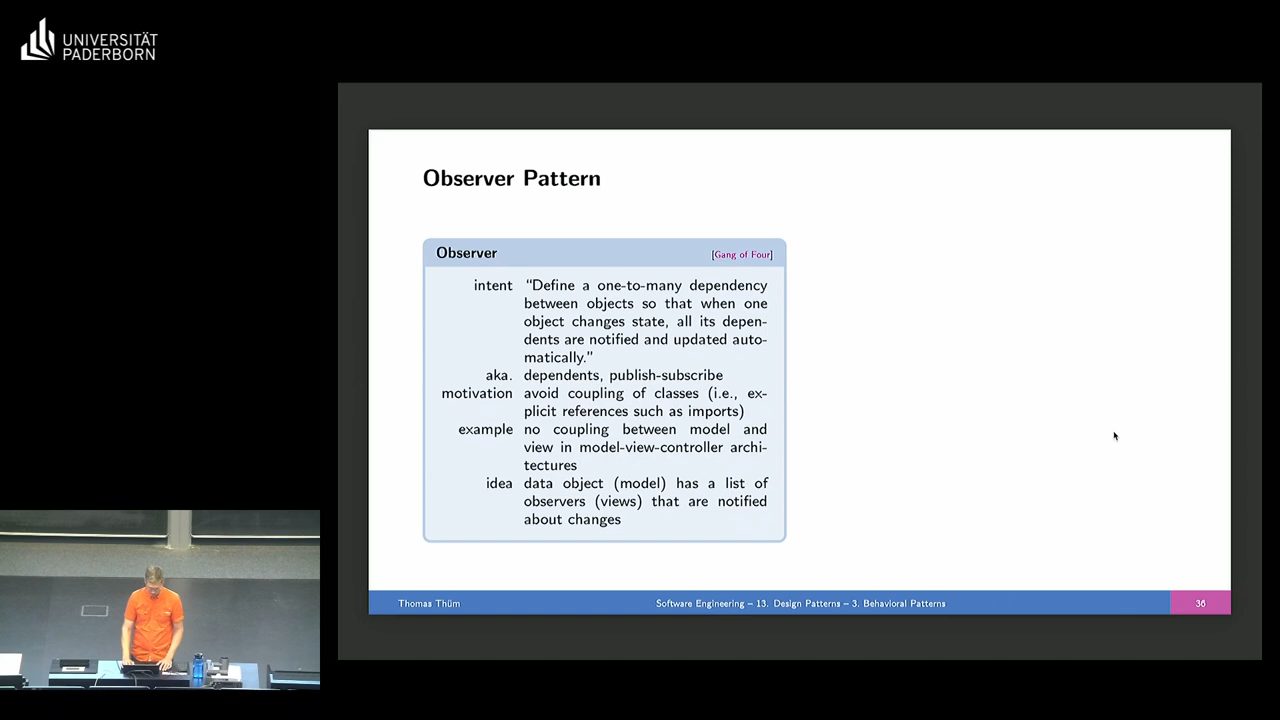 UNIVERSITÄT
PADERBORN
Observer Pattern
Observer [Gang of Four]
intent "Define a one-to-many dependency
between objects so that when one
object changes state, all its depen-
dents are notified and updated auto-
matically."
aka. dependents, publish-subscribe
motivation avoid coupling of classes (i.e., ex-
plicit references such as imports)
example no coupling between model and
view in model-view-controller archi-
tectures
idea data object (model) has a list of
observers (views) that are notified
about changes
Thomas Thüm Software Engineering – 13. Design Patterns – 3. Behavioral Patterns 36